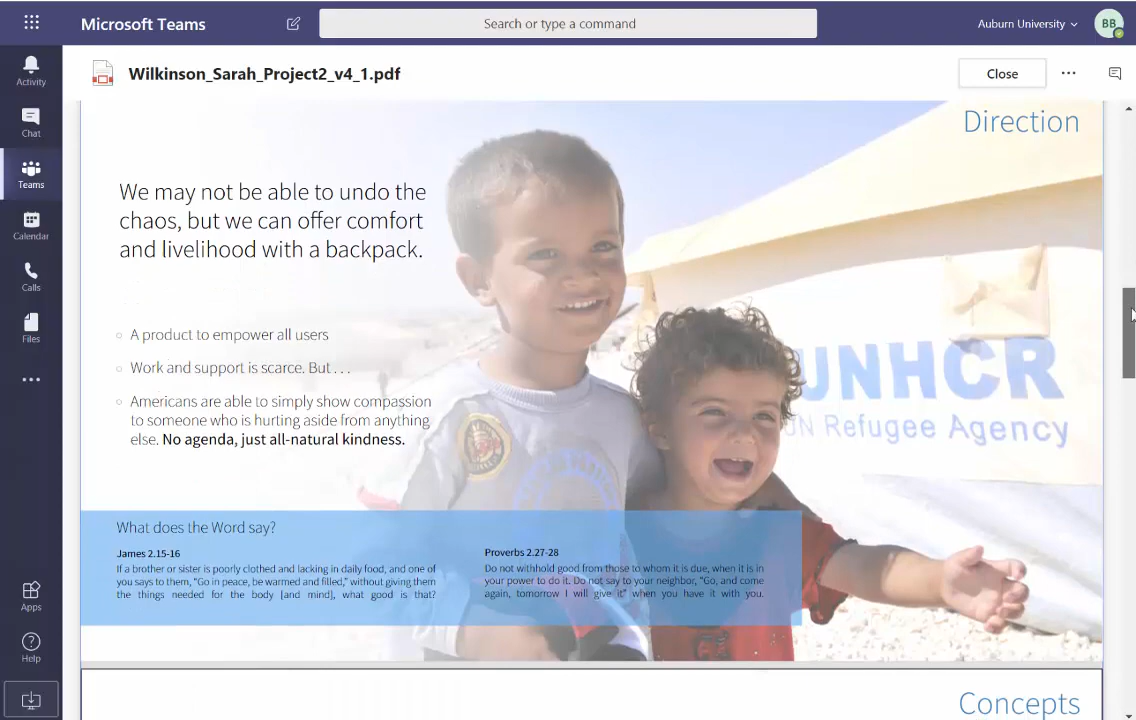 Microsoft Teams
Search or type a command
Auburn University
BB
Activity
Chat
Teams
Calendar
Calls
Files
Apps
Help
Wilkinson_Sarah_Project2_v4_1.pdf
Close
Direction
We may not be able to undo the
chaos, but we can offer comfort
and livelihood with a backpack.
A product to empower all users
Work and support is scarce. But . . .
Americans are able to simply show compassion
to someone who is hurting aside from anything
else. No agenda, just all-natural kindness.
UNHCR
UN Refugee Agency
What does the Word say?
James 2.15-16
If a brother or sister is poorly clothed and lacking in daily food, and one of
you says to them, “Go in peace, be warmed and filled,” without giving them
the things needed for the body [and mind], what good is that?
Proverbs 2.27-28
Do not withhold good from those to whom it is due, when it is in
your power to do it. Do not say to your neighbor, “Go, and come
again, tomorrow I will give it” when you have it with you.
Concepts